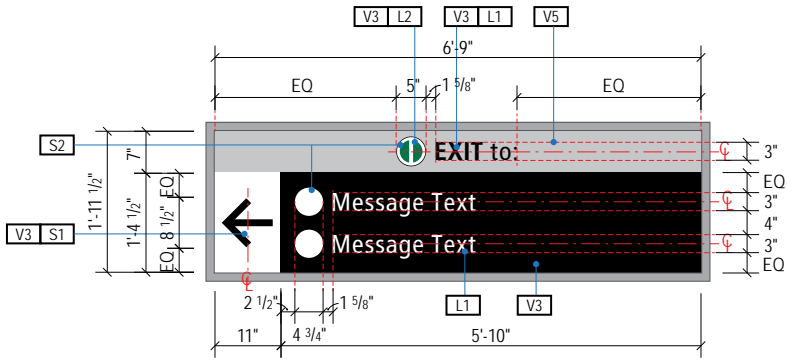 V3 L2 V3 L1 V5
6'-9"
EQ 5" 1 5/8" EQ
S2
EXIT to:
℄ 3"
7"
1'-11 1/2"
EQ
Message Text
℄ 3"
1'-4 1/2" 8 1/2"
4"
V3 S1
Message Text
℄ 3"
EQ
EQ
℄
L1 V3
2 1/2" 1 5/8"
11" 4 3/4" 5'-10"